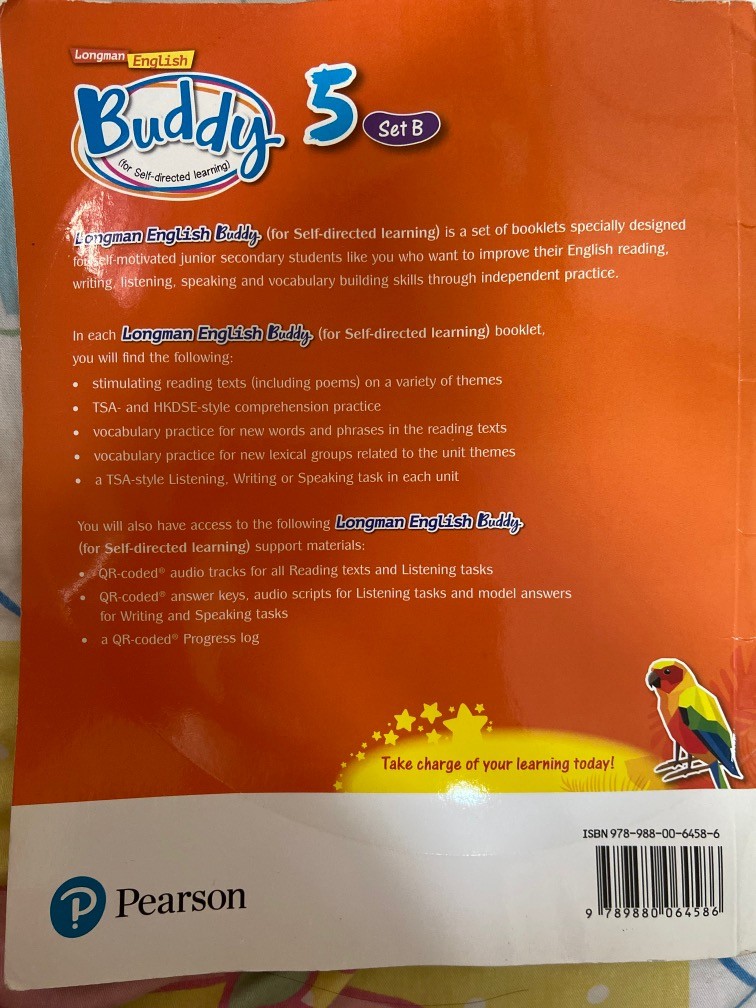 Longman English
Buddy 5 Set B
(for Self-directed learning)
Longman English Buddy (for Self-directed learning) is a set of booklets specially designed
for self-motivated junior secondary students like you who want to improve their English reading,
writing, listening, speaking and vocabulary building skills through independent practice.
In each Longman English Buddy (for Self-directed learning) booklet,
you will find the following:
• stimulating reading texts (including poems) on a variety of themes
• TSA- and HKDSE-style comprehension practice
• vocabulary practice for new words and phrases in the reading texts
• vocabulary practice for new lexical groups related to the unit themes
• a TSA-style Listening, Writing or Speaking task in each unit
You will also have access to the following Longman English Buddy
(for Self-directed learning) support materials:
• QR-coded® audio tracks for all Reading texts and Listening tasks
• QR-coded® answer keys, audio scripts for Listening tasks and model answers
for Writing and Speaking tasks
• a QR-coded® Progress log
Take charge of your learning today!
ISBN 978-988-00-6458-6
9 789880 064586
Pearson